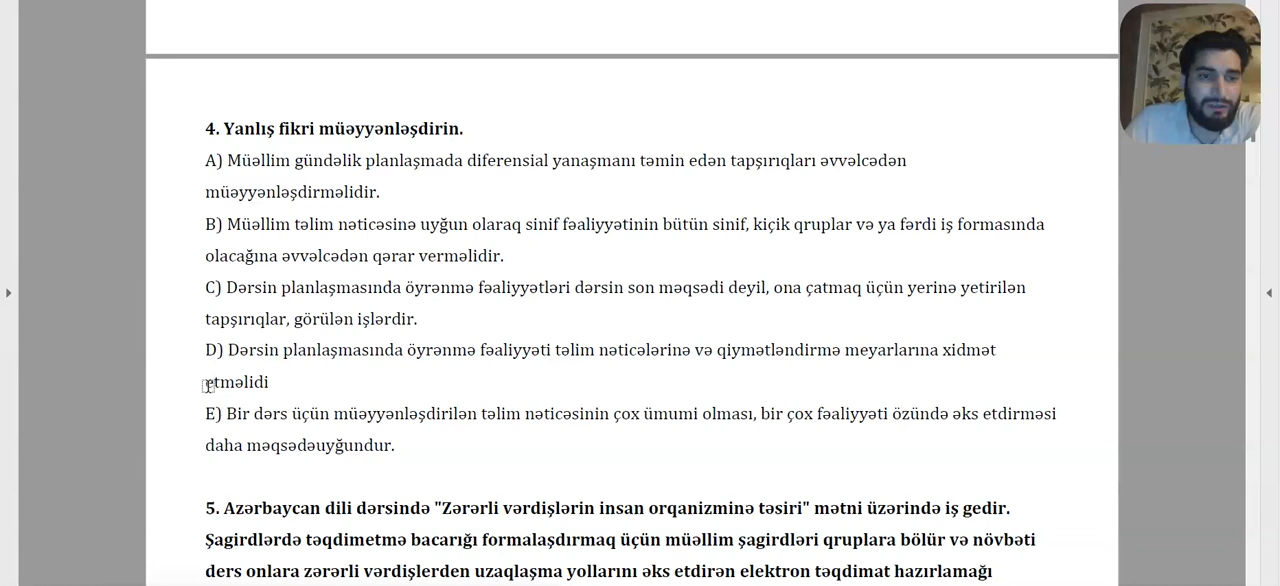 4. Yanlış fikri müəyyənləşdirin.
A) Müəllim gündəlik planlaşmada diferensial yanaşmanı təmin edən tapşırıqları əvvəlcədən
müəyyənləşdirməlidir.
B) Müəllim təlim nəticəsinə uyğun olaraq sinif fəaliyyətinin bütün sinif, kiçik qruplar və ya fərdi iş formasında
olacağına əvvəlcədən qərar verməlidir.
C) Dərsin planlaşmasında öyrənmə fəaliyyətləri dərsin son məqsədi deyil, ona çatmaq üçün yerinə yetirilən
tapşırıqlar, görülən işlərdir.
D) Dərsin planlaşmasında öyrənmə fəaliyyəti təlim nəticələrinə və qiymətləndirmə meyarlarına xidmət
etməlidi
E) Bir dərs üçün müəyyənləşdirilən təlim nəticəsinin çox ümumi olması, bir çox fəaliyyəti özündə əks etdirməsi
daha məqsədəuyğundur.
5. Azərbaycan dili dərsində "Zərərli vərdişlərin insan orqanizminə təsiri" mətni üzərində iş gedir.
Şagirdlərdə təqdimetmə bacarığı formalaşdırmaq üçün müəllim şagirdləri qruplara bölür və növbəti
ders onlara zərərli vərdişlerden uzaqlaşma yollarını əks etdirən elektron təqdimat hazırlamağı